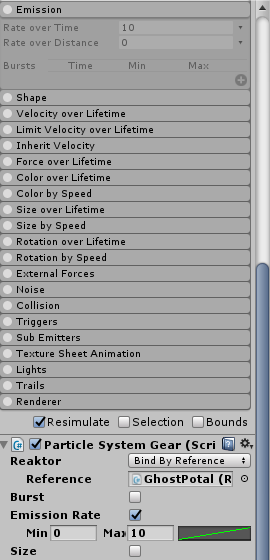 Emission
Rate over Time 10
Rate over Distance 0
Bursts Time Min Max
Shape
Velocity over Lifetime
Limit Velocity over Lifetime
Inherit Velocity
Force over Lifetime
Color over Lifetime
Color by Speed
Size over Lifetime
Size by Speed
Rotation over Lifetime
Rotation by Speed
External Forces
Noise
Collision
Triggers
Sub Emitters
Texture Sheet Animation
Lights
Trails
Renderer
Resimulate Selection Bounds
Particle System Gear (Scri
Reaktor Bind By Reference
Reference GhostPotal (R
Burst
Emission Rate
Min 0 Max 10
Size